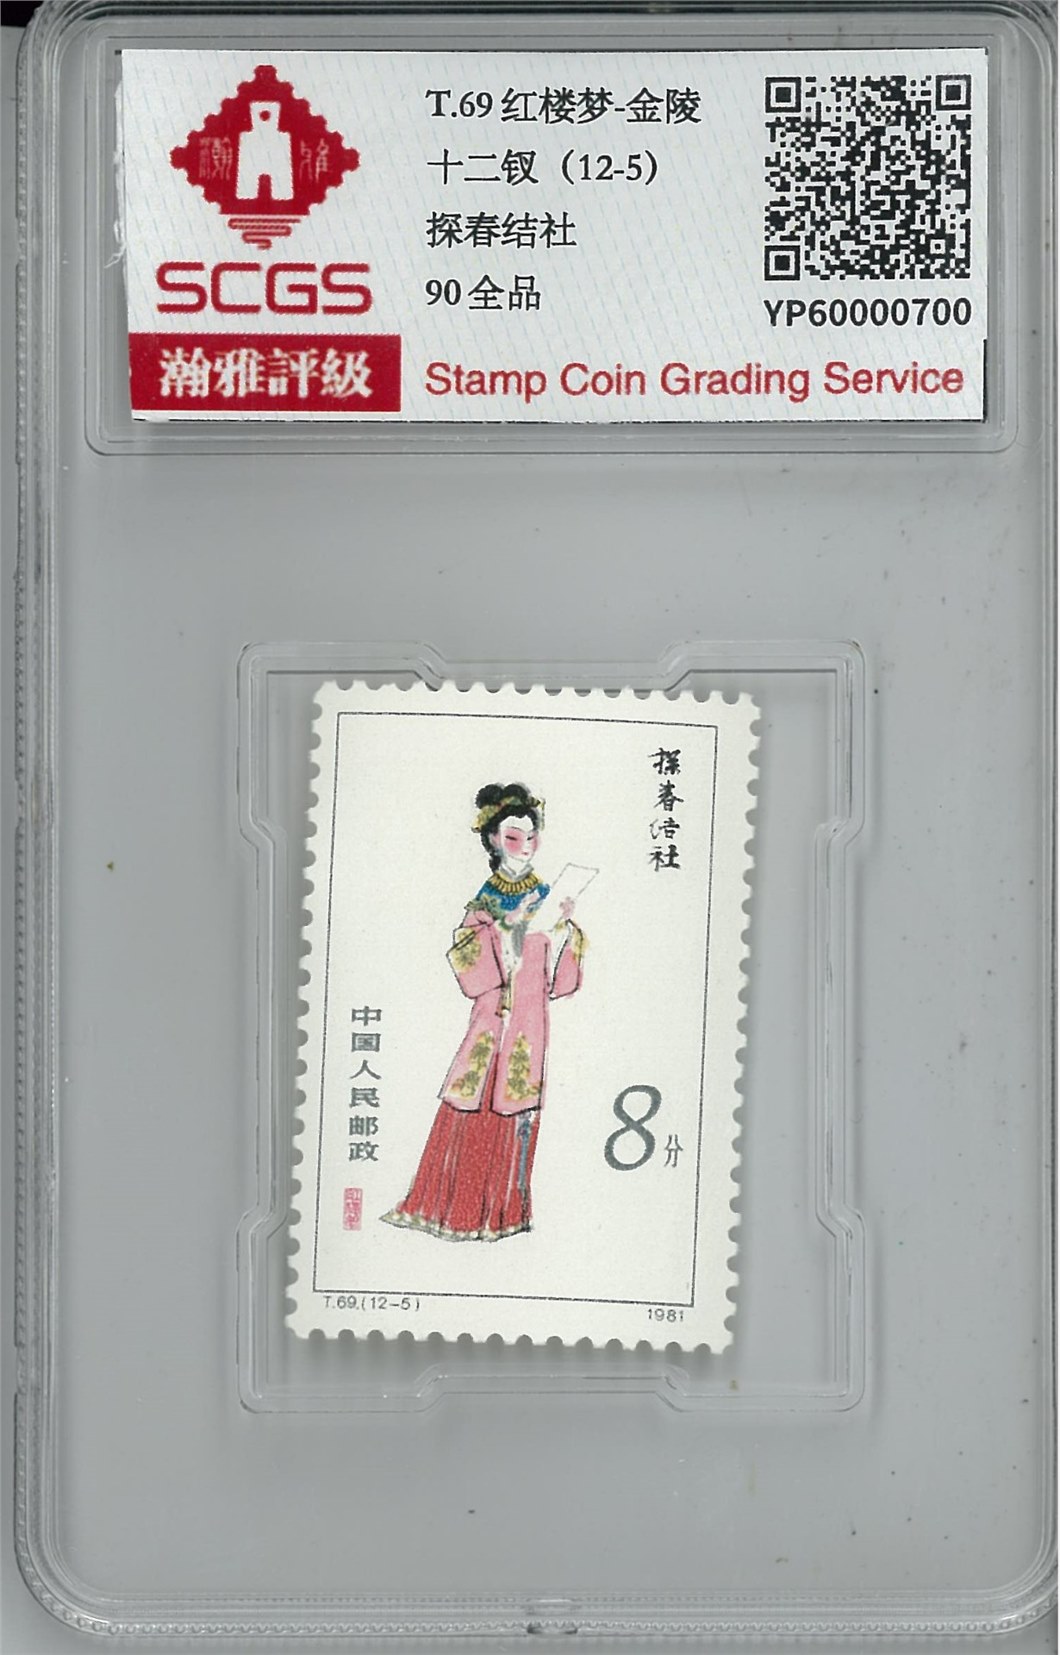 T.69 红楼梦-金陵
十二钗（12-5）
探春结社
90 全品
瀚 雅
SCGS
瀚雅評級
YP60000700
Stamp Coin Grading Service
探春结社
中国人民邮政
8分
T.69.(12-5)
1981